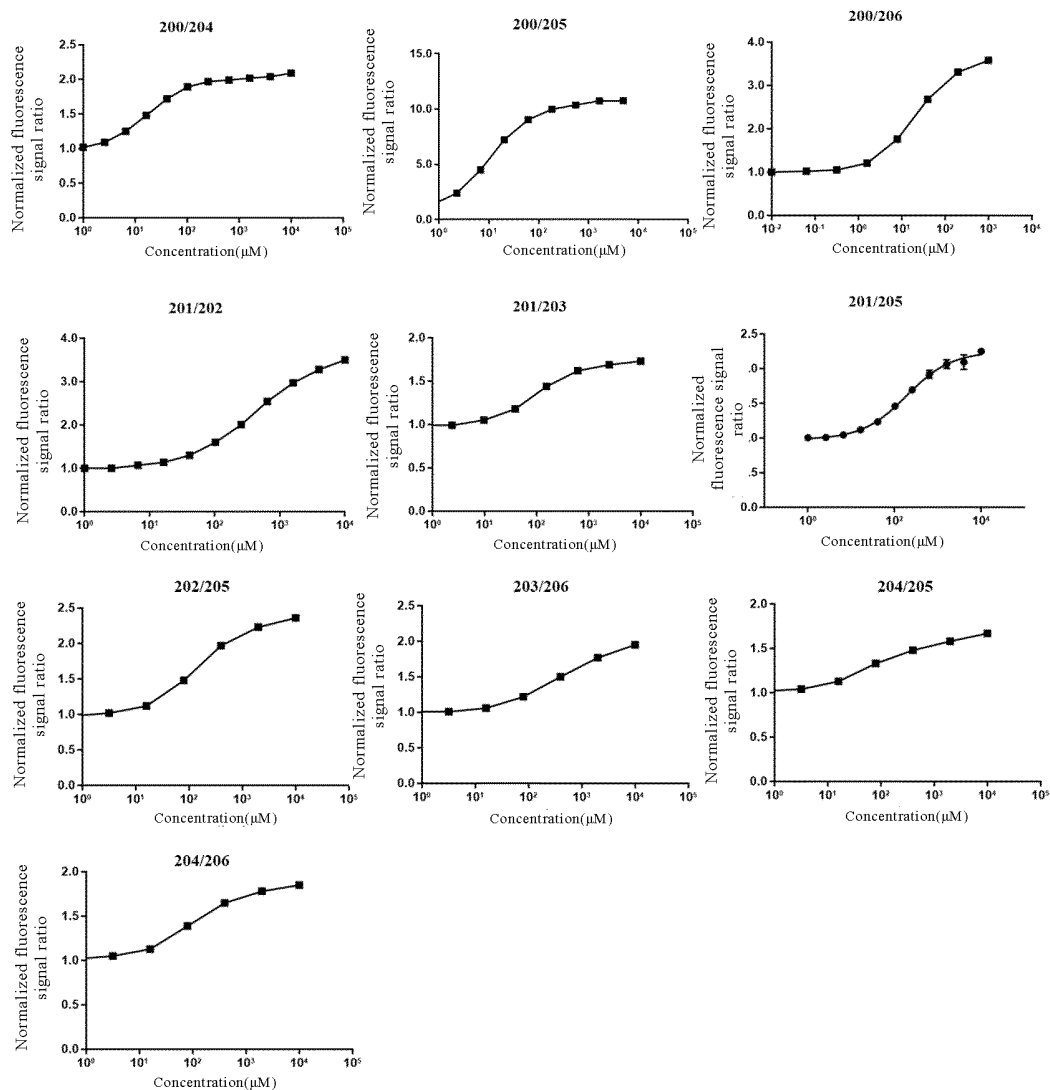 200/204
Normalized fluorescence
signal ratio
2.5
2.0
1.5
1.0
0.5
0.0
10⁰ 10¹ 10² 10³ 10⁴ 10⁵
Concentration(μM)
200/205
Normalized fluorescence
signal ratio
15.0
10.0
5.0
0.0
10⁰ 10¹ 10² 10³ 10⁴ 10⁵
Concentration(μM)
200/206
Normalized fluorescence
signal ratio
4.0
3.0
2.0
1.0
0.0
10⁻² 10⁻¹ 10⁰ 10¹ 10² 10³ 10⁴
Concentration(μM)
201/202
Normalized fluorescence
signal ratio
4.0
3.0
2.0
1.0
0.0
10⁰ 10¹ 10² 10³ 10⁴
Concentration(μM)
201/203
Normalized fluorescence
signal ratio
2.0
1.5
1.0
0.5
0.0
10⁰ 10¹ 10² 10³ 10⁴ 10⁵
Concentration(μM)
201/205
Normalized
fluorescence signal
ratio
2.5
.0
.5
.0
.5
0.0
10⁰ 10² 10⁴
Concentration(μM)
202/205
Normalized fluorescence
signal ratio
2.5
2.0
1.5
1.0
0.5
0.0
10⁰ 10¹ 10² 10³ 10⁴ 10⁵
Concentration(μM)
203/206
Normalized fluorescence
signal ratio
2.5
2.0
1.5
1.0
0.5
0.0
10⁰ 10¹ 10² 10³ 10⁴ 10⁵
Concentration(μM)
204/205
Normalized fluorescence
signal ratio
2.0
1.5
1.0
0.5
0.0
10⁰ 10¹ 10² 10³ 10⁴ 10⁵
Concentration(μM)
204/206
Normalized fluorescence
signal ratio
2.0
1.5
1.0
0.5
0.0
10⁰ 10¹ 10² 10³ 10⁴ 10⁵
Concentration(μM)